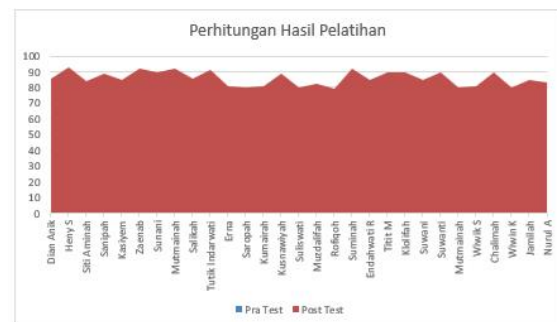 Perhitungan Hasil Pelatihan
100
90
80
70
60
50
40
30
20
10
0
Dian Anik
Heny S
Siti Aminah
Sanipah
Kasiyem
Zaenab
Sunani
Mutmainah
Salikah
Tutik Indarwati
Erna
Saropah
Kumairah
Kusnawiyah
Suliswati
Muzdalifah
Rofiqoh
Suminah
Endahwati R
Titit M
Kholifah
Suwani
Suwanti
Mutmainah
Wiwik S
Chalimah
Wiwin K
Jamilah
Nurul A
Pra Test
Post Test